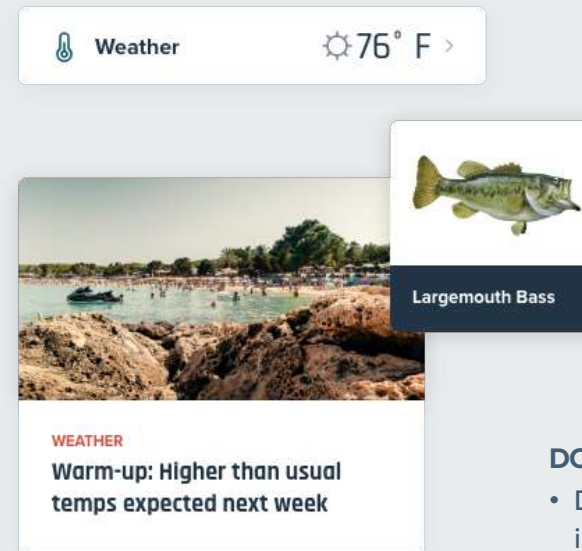 Weather
76° F
Largemouth Bass
WEATHER
Warm-up: Higher than usual
temps expected next week